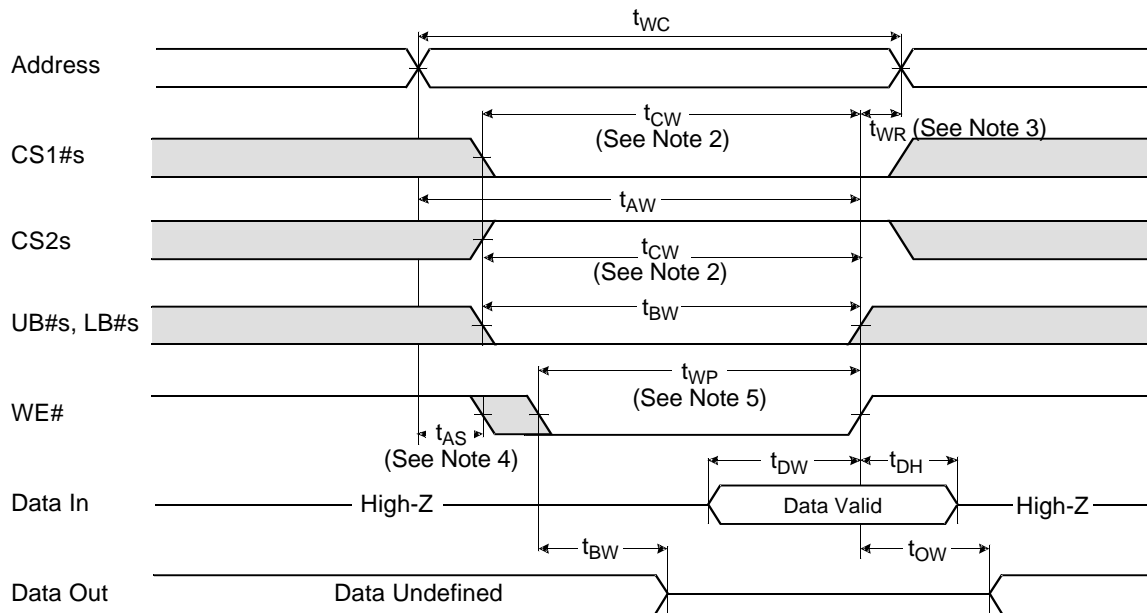 tWC
Address
tCW
(See Note 2)
tWR (See Note 3)
CS1#s
tAW
CS2s
tCW
(See Note 2)
tBW
UB#s, LB#s
tWP
(See Note 5)
WE#
tAS
(See Note 4)
tDW
tDH
Data In
High-Z
Data Valid
High-Z
tBW
tOW
Data Out
Data Undefined